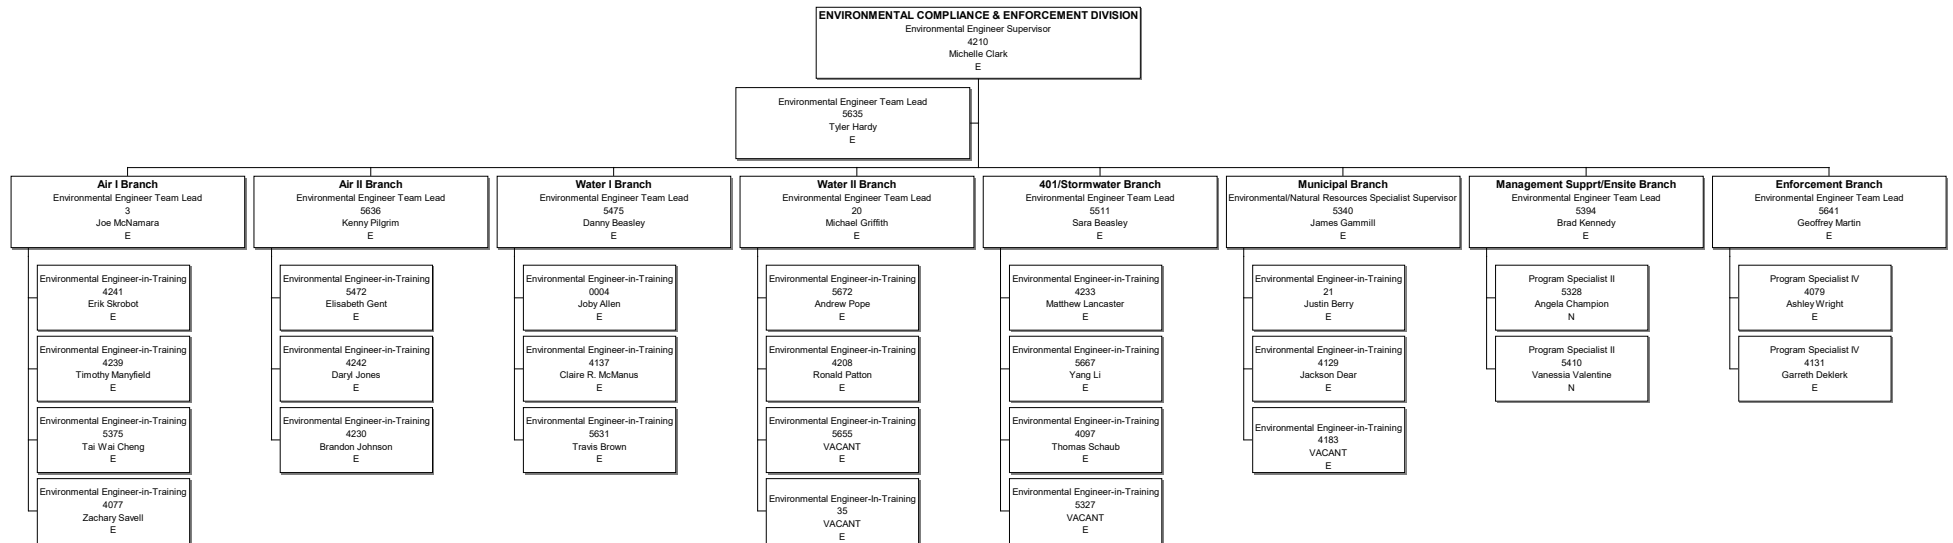 ENVIRONMENTAL COMPLIANCE & ENFORCEMENT DIVISION
Environmental Engineer Supervisor
4210
Michelle Clark
E
Environmental Engineer Team Lead
5635
Tyler Hardy
E
Air I Branch
Environmental Engineer Team Lead
3
Joe McNamara
E
Environmental Engineer-in-Training
4241
Erik Skrobot
E
Environmental Engineer-in-Training
4239
Timothy Manyfield
E
Environmental Engineer-in-Training
5375
Tai Wai Cheng
E
Environmental Engineer-in-Training
4077
Zachary Savell
E
Air II Branch
Environmental Engineer Team Lead
5636
Kenny Pilgrim
E
Environmental Engineer-in-Training
5472
Elisabeth Gent
E
Environmental Engineer-in-Training
4242
Daryl Jones
E
Environmental Engineer-in-Training
4230
Brandon Johnson
E
Water I Branch
Environmental Engineer Team Lead
5475
Danny Beasley
E
Environmental Engineer-in-Training
0004
Joby Allen
E
Environmental Engineer-in-Training
4137
Claire R. McManus
E
Environmental Engineer-in-Training
5631
Travis Brown
E
Water II Branch
Environmental Engineer Team Lead
20
Michael Griffith
E
Environmental Engineer-in-Training
5672
Andrew Pope
E
Environmental Engineer-in-Training
4208
Ronald Patton
E
Environmental Engineer-in-Training
5655
VACANT
E
Environmental Engineer-In-Training
35
VACANT
E
401/Stormwater Branch
Environmental Engineer Team Lead
5511
Sara Beasley
E
Environmental Engineer-in-Training
4233
Matthew Lancaster
E
Environmental Engineer-in-Training
5667
Yang Li
E
Environmental Engineer-in-Training
4097
Thomas Schaub
E
Environmental Engineer-in-Training
5327
VACANT
E
Municipal Branch
Environmental/Natural Resources Specialist Supervisor
5340
James Gammill
E
Environmental Engineer-in-Training
21
Justin Berry
E
Environmental Engineer-in-Training
4129
Jackson Dear
E
Environmental Engineer-in-Training
4183
VACANT
E
Management Supprt/Ensite Branch
Environmental Engineer Team Lead
5394
Brad Kennedy
E
Program Specialist II
5328
Angela Champion
N
Program Specialist II
5410
Vanessia Valentine
N
Enforcement Branch
Environmental Engineer Team Lead
5641
Geoffrey Martin
E
Program Specialist IV
4079
Ashley Wright
E
Program Specialist IV
4131
Garreth Deklerk
E